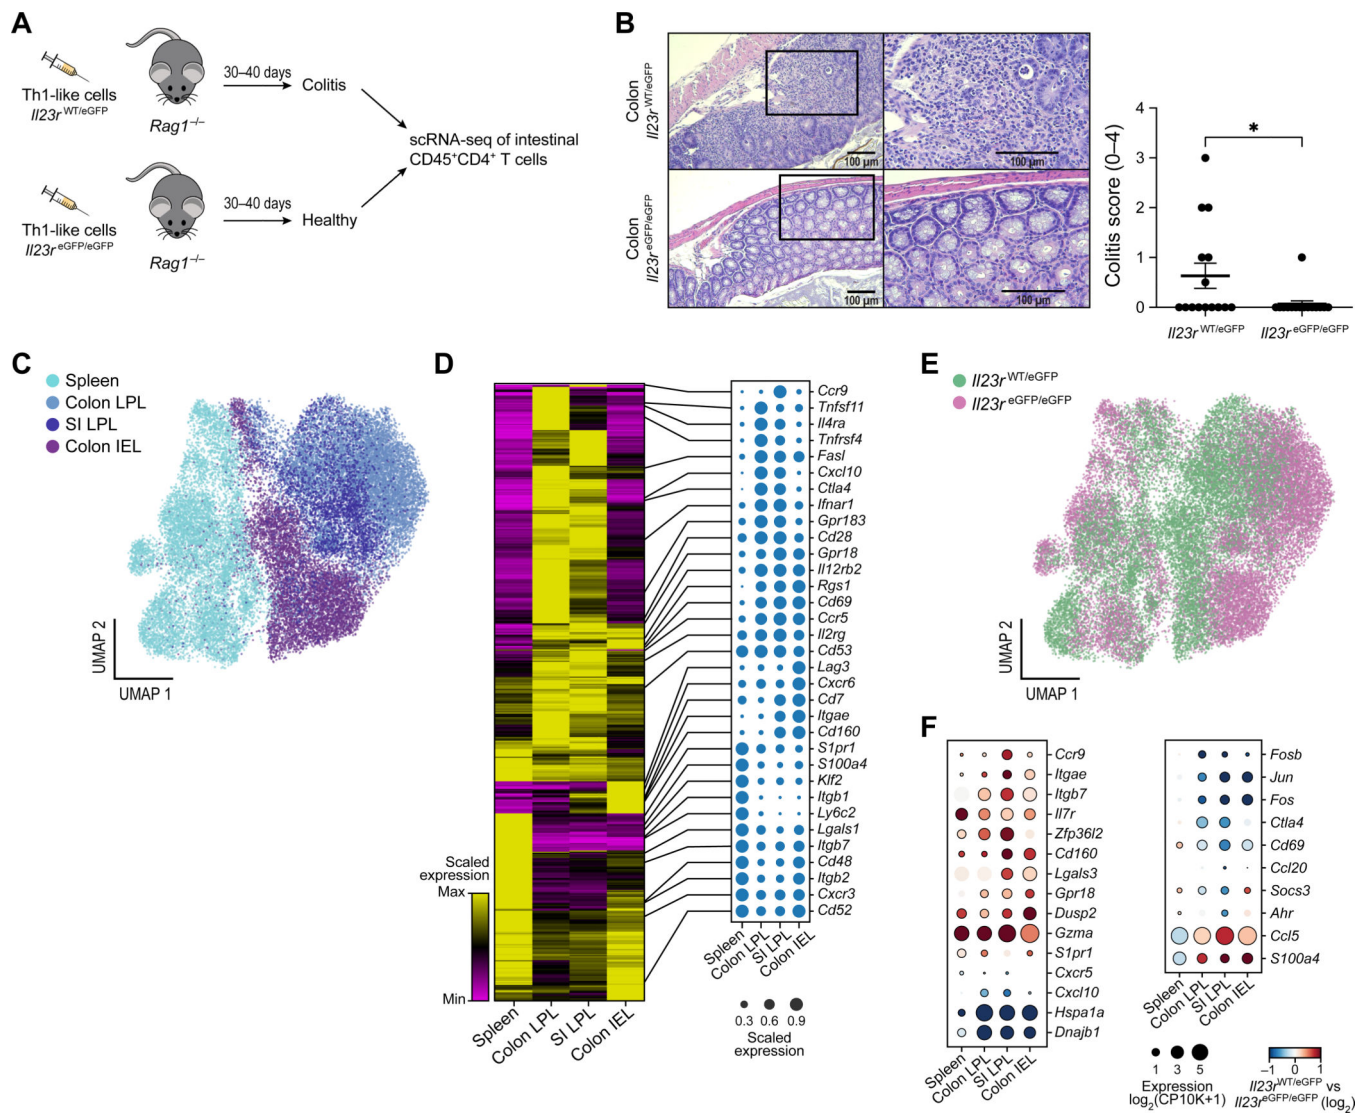 A
Th1-like cells
Il23r WT/eGFP
Rag1–/–
30–40 days
Colitis
Th1-like cells
Il23r eGFP/eGFP
Rag1–/–
30–40 days
Healthy
scRNA-seq of intestinal
CD45+CD4+ T cells
B
Colon
Il23r WT/eGFP
100 µm
100 µm
Colon
Il23r eGFP/eGFP
100 µm
100 µm
Colitis score (0–4)
4
3
2
1
0
*
Il23r WT/eGFP
Il23r eGFP/eGFP
C
Spleen
Colon LPL
SI LPL
Colon IEL
UMAP 2
UMAP 1
D
Scaled
expression
Max
Min
Spleen
Colon LPL
SI LPL
Colon IEL
Ccr9
Tnfsf11
Il4ra
Tnfrsf4
Fasl
Cxcl10
Ctla4
Ifnar1
Gpr183
Cd28
Gpr18
Il12rb2
Rgs1
Cd69
Ccr5
Il2rg
Cd53
Lag3
Cxcr6
Cd7
Itgae
Cd160
S1pr1
S100a4
Klf2
Itgb1
Ly6c2
Lgals1
Itgb7
Cd48
Itgb2
Cxcr3
Cd52
Spleen
Colon LPL
SI LPL
Colon IEL
0.3 0.6 0.9
Scaled
expression
E
Il23r WT/eGFP
Il23r eGFP/eGFP
UMAP 2
UMAP 1
F
Ccr9
Itgae
Itgb7
Il7r
Zfp36l2
Cd160
Lgals3
Gpr18
Dusp2
Gzma
S1pr1
Cxcr5
Cxcl10
Hspa1a
Dnajb1
Spleen
Colon LPL
SI LPL
Colon IEL
Fosb
Jun
Fos
Ctla4
Cd69
Ccl20
Socs3
Ahr
Ccl5
S100a4
Spleen
Colon LPL
SI LPL
Colon IEL
1 3 5
Expression
log2(CP10K+1)
–1 0 1
Il23r WT/eGFP vs
Il23r eGFP/eGFP (log2)